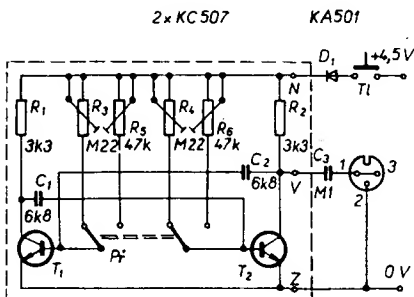 2x KC507 KA501
D1 +4,5V
N Tl
R1 R3 R5 R4 R6 R2
3k3 M22 47k M22 47k 3k3
C1 C2 C3
6k8 6k8 V M1 1 3
2
T1 Př T2
Z 0V